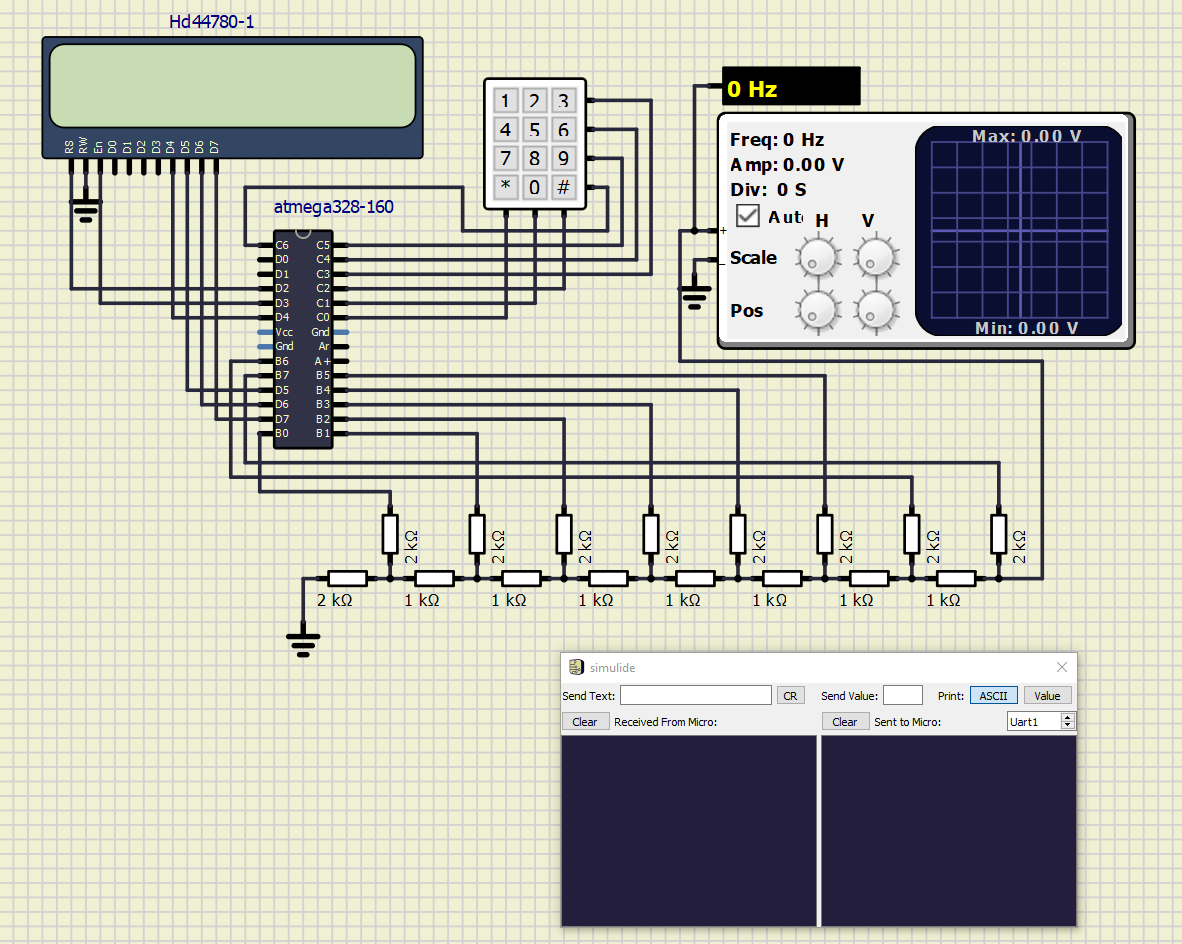 Hd44780-1
RS RW En D0 D1 D2 D3 D4 D5 D6 D7
1 2 3
4 5 6
7 8 9
* 0 #
0 Hz
Freq: 0 Hz
Amp: 0.00 V
Div: 0 S
Auto H V
+
Scale
-
Pos
Max: 0.00 V
Min: 0.00 V
atmega328-160
C6 C5
D0 C4
D1 C3
D2 C2
D3 C1
D4 C0
Vcc Gnd
Gnd Ar
B6 A+
B7 B5
D5 B4
D6 B3
D7 B2
B0 B1
2 kΩ 2 kΩ 2 kΩ 2 kΩ 2 kΩ 2 kΩ 2 kΩ 2 kΩ
2 kΩ 1 kΩ 1 kΩ 1 kΩ 1 kΩ 1 kΩ 1 kΩ 1 kΩ
simulide
Send Text: CR Send Value: Print: ASCII Value
Clear Received From Micro: Clear Sent to Micro: Uart1